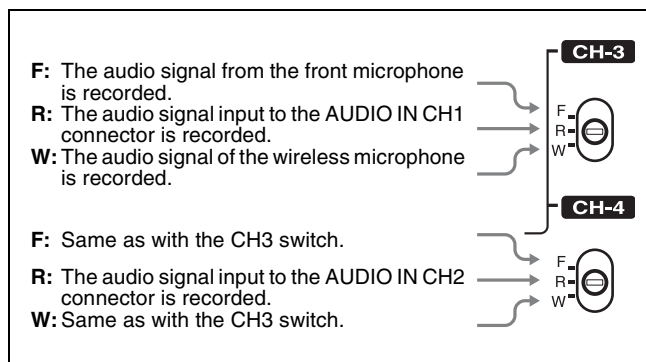 CH-3
F: The audio signal from the front microphone
is recorded.
R: The audio signal input to the AUDIO IN CH1
connector is recorded.
W: The audio signal of the wireless microphone
is recorded.
F
R
W
CH-4
F: Same as with the CH3 switch.
R: The audio signal input to the AUDIO IN CH2
connector is recorded.
W: Same as with the CH3 switch.
F
R
W